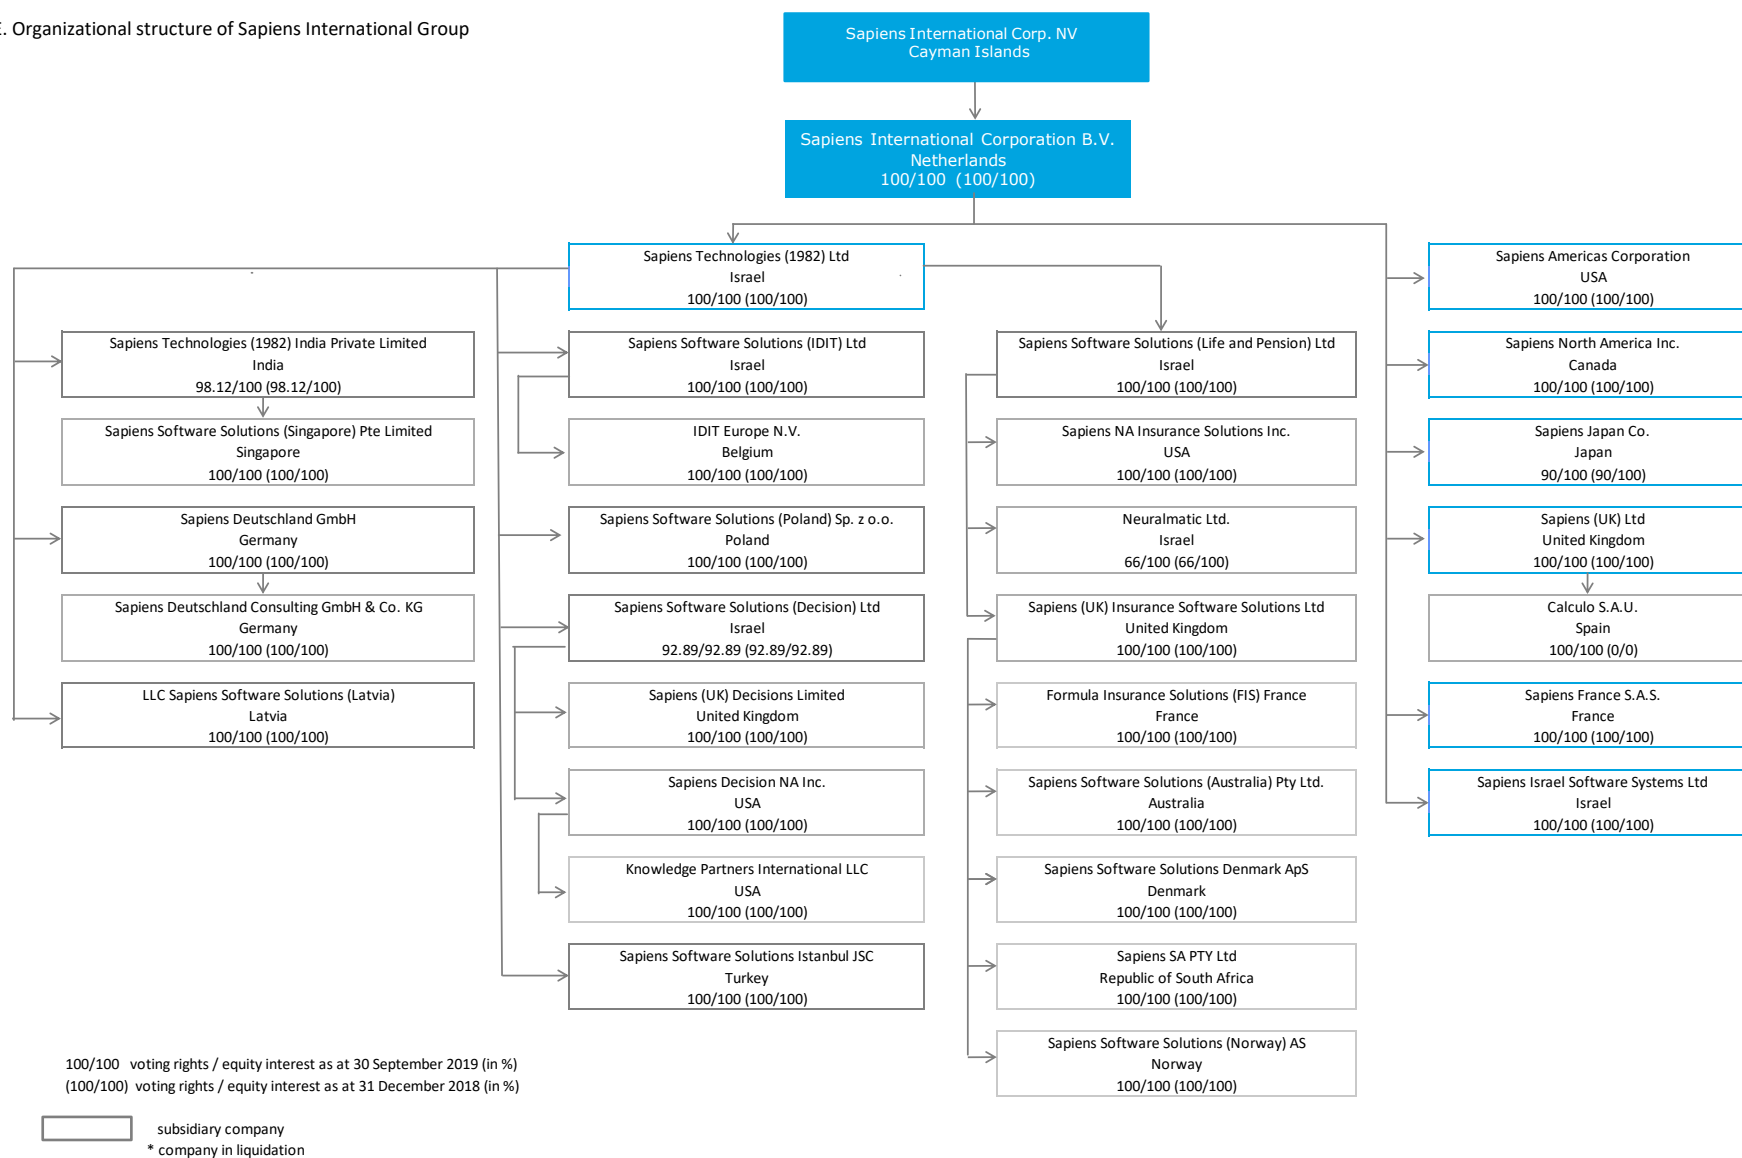 E. Organizational structure of Sapiens International Group
Sapiens International Corp. NV
Cayman Islands
Sapiens International Corporation B.V.
Netherlands
100/100 (100/100)
Sapiens Technologies (1982) Ltd
Israel
100/100 (100/100)
Sapiens Technologies (1982) India Private Limited
India
98.12/100 (98.12/100)
Sapiens Software Solutions (Singapore) Pte Limited
Singapore
100/100 (100/100)
Sapiens Deutschland GmbH
Germany
100/100 (100/100)
Sapiens Deutschland Consulting GmbH & Co. KG
Germany
100/100 (100/100)
LLC Sapiens Software Solutions (Latvia)
Latvia
100/100 (100/100)
Sapiens Software Solutions (IDIT) Ltd
Israel
100/100 (100/100)
IDIT Europe N.V.
Belgium
100/100 (100/100)
Sapiens Software Solutions (Poland) Sp. z o.o.
Poland
100/100 (100/100)
Sapiens Software Solutions (Decision) Ltd
Israel
92.89/92.89 (92.89/92.89)
Sapiens (UK) Decisions Limited
United Kingdom
100/100 (100/100)
Sapiens Decision NA Inc.
USA
100/100 (100/100)
Knowledge Partners International LLC
USA
100/100 (100/100)
Sapiens Software Solutions Istanbul JSC
Turkey
100/100 (100/100)
Sapiens Software Solutions (Life and Pension) Ltd
Israel
100/100 (100/100)
Sapiens NA Insurance Solutions Inc.
USA
100/100 (100/100)
Neuralmatic Ltd.
Israel
66/100 (66/100)
Sapiens (UK) Insurance Software Solutions Ltd
United Kingdom
100/100 (100/100)
Formula Insurance Solutions (FIS) France
France
100/100 (100/100)
Sapiens Software Solutions (Australia) Pty Ltd.
Australia
100/100 (100/100)
Sapiens Software Solutions Denmark ApS
Denmark
100/100 (100/100)
Sapiens SA PTY Ltd
Republic of South Africa
100/100 (100/100)
Sapiens Software Solutions (Norway) AS
Norway
100/100 (100/100)
Sapiens Americas Corporation
USA
100/100 (100/100)
Sapiens North America Inc.
Canada
100/100 (100/100)
Sapiens Japan Co.
Japan
90/100 (90/100)
Sapiens (UK) Ltd
United Kingdom
100/100 (100/100)
Calculo S.A.U.
Spain
100/100 (0/0)
Sapiens France S.A.S.
France
100/100 (100/100)
Sapiens Israel Software Systems Ltd
Israel
100/100 (100/100)
100/100 voting rights / equity interest as at 30 September 2019 (in %)
(100/100) voting rights / equity interest as at 31 December 2018 (in %)
subsidiary company
* company in liquidation